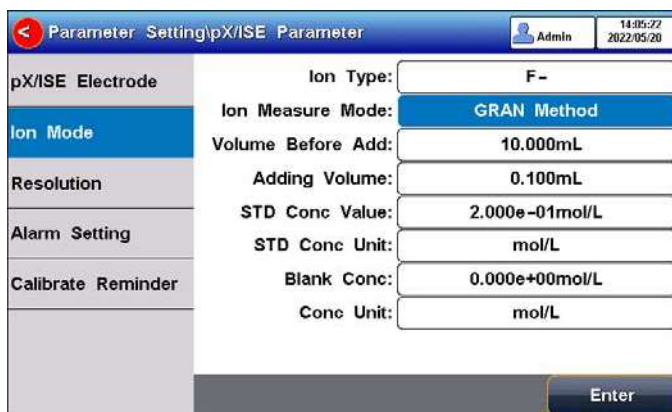 < Parameter Setting\pX/ISE Parameter Admin 14:05:22
2022/05/20
pX/ISE Electrode
Ion Mode
Resolution
Alarm Setting
Calibrate Reminder
Ion Type: F-
Ion Measure Mode: GRAN Method
Volume Before Add: 10.000mL
Adding Volume: 0.100mL
STD Conc Value: 2.000e-01mol/L
STD Conc Unit: mol/L
Blank Conc: 0.000e+00mol/L
Conc Unit: mol/L
Enter